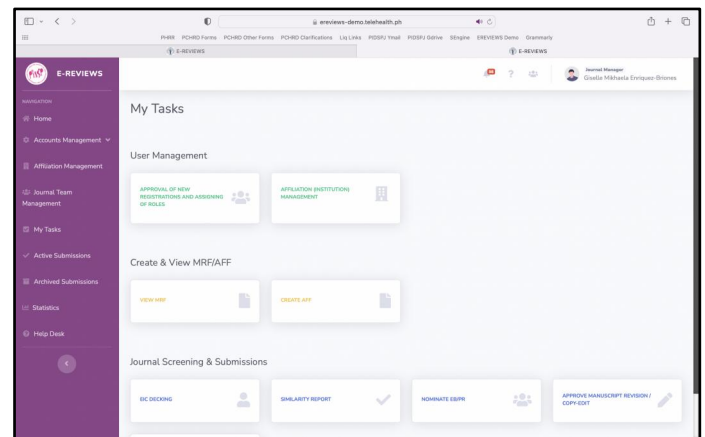 ereviews-demo.telehealth.ph
PHRR PCHRD Forms PCHRD Other Forms PCHRD Clarifications Liq Links PIDSPJ Ymail PIDSPJ Gdrive SEngine EREVIEWS Demo Grammarly
E-REVIEWS E-REVIEWS
E-REVIEWS
Journal Manager
Giselle Mikhaela Enriquez-Briones
NAVIGATION
Home
Accounts Management
Affiliation Management
Journal Team
Management
My Tasks
Active Submissions
Archived Submissions
Statistics
Help Desk
My Tasks
User Management
APPROVAL OF NEW
REGISTRATIONS AND ASSIGNING
OF ROLES
AFFILIATION (INSTITUTION)
MANAGEMENT
Create & View MRF/AFF
VIEW MRF
CREATE AFF
Journal Screening & Submissions
EIC DECKING
SIMILARITY REPORT
NOMINATE EB/PR
APPROVE MANUSCRIPT REVISION /
COPY-EDIT